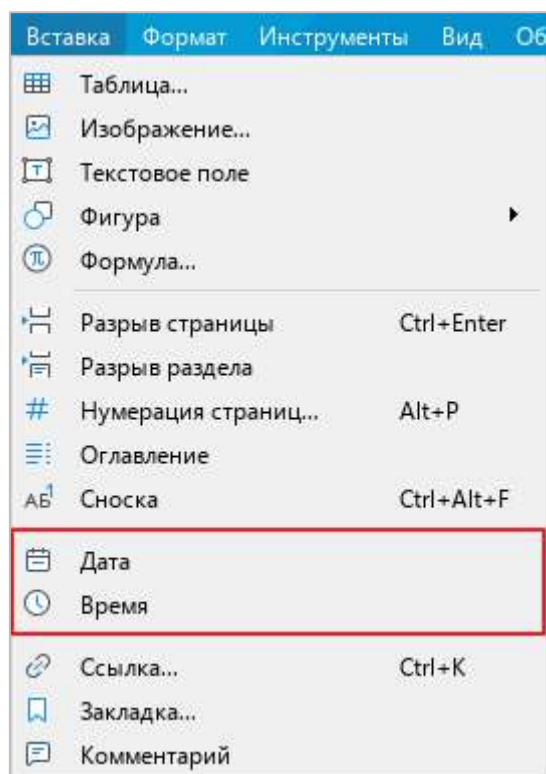 Вставка Формат Инструменты Вид Об
Таблица...
Изображение...
Текстовое поле
Фигура
Формула...
Разрыв страницы Ctrl+Enter
Разрыв раздела
Нумерация страниц... Alt+P
Оглавление
Сноска Ctrl+Alt+F
Дата
Время
Ссылка... Ctrl+K
Закладка...
Комментарий